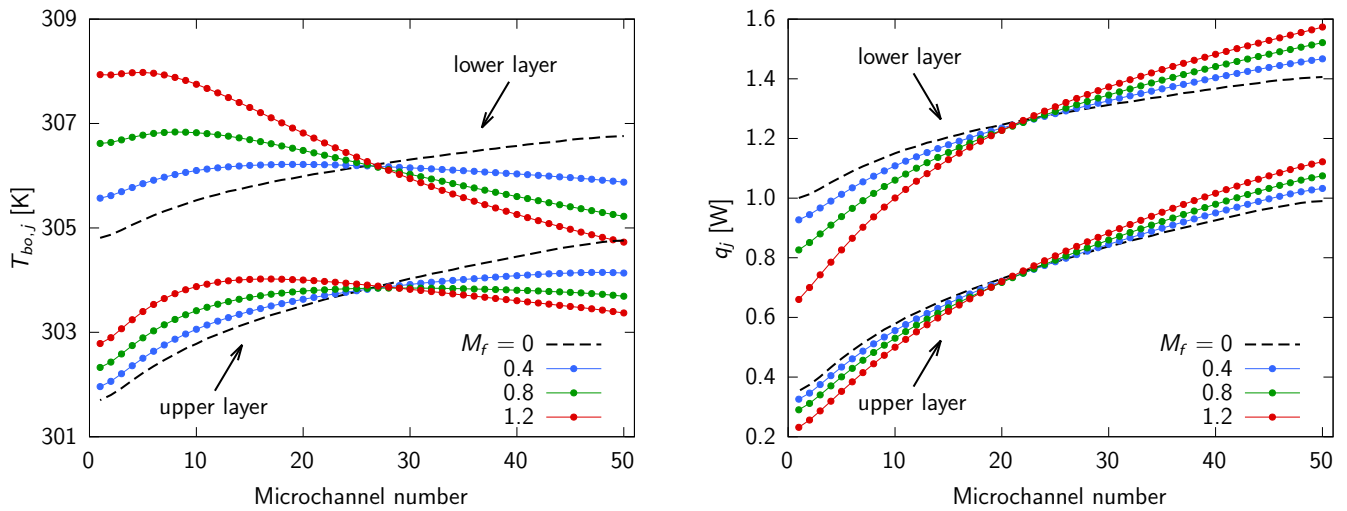 309
307
305
303
301
T_{bo,j} [K]
lower layer
upper layer
M_f = 0
0.4
0.8
1.2
0 10 20 30 40 50
Microchannel number
1.6
1.4
1.2
1.0
0.8
0.6
0.4
0.2
q_j [W]
lower layer
upper layer
M_f = 0
0.4
0.8
1.2
0 10 20 30 40 50
Microchannel number